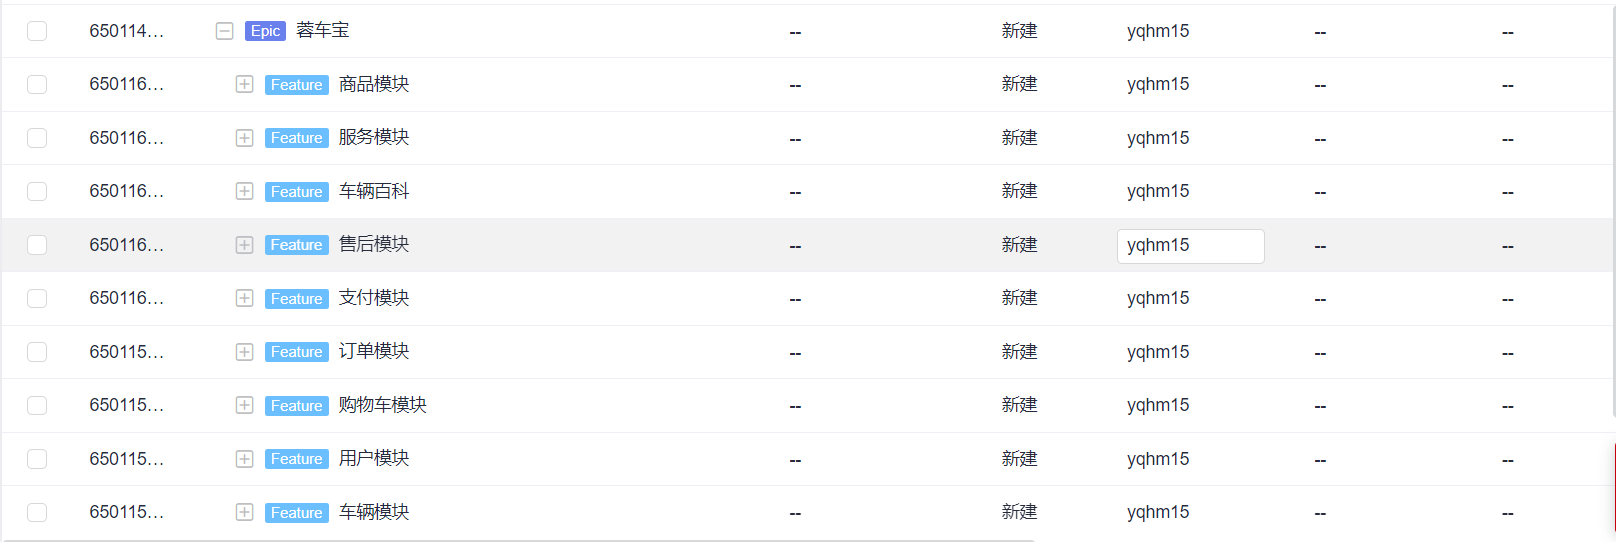 650114... Epic 蓉车宝 -- 新建 yqhm15 -- --
650116... Feature 商品模块 -- 新建 yqhm15 -- --
650116... Feature 服务模块 -- 新建 yqhm15 -- --
650116... Feature 车辆百科 -- 新建 yqhm15 -- --
650116... Feature 售后模块 -- 新建 yqhm15 -- --
650116... Feature 支付模块 -- 新建 yqhm15 -- --
650115... Feature 订单模块 -- 新建 yqhm15 -- --
650115... Feature 购物车模块 -- 新建 yqhm15 -- --
650115... Feature 用户模块 -- 新建 yqhm15 -- --
650115... Feature 车辆模块 -- 新建 yqhm15 -- --